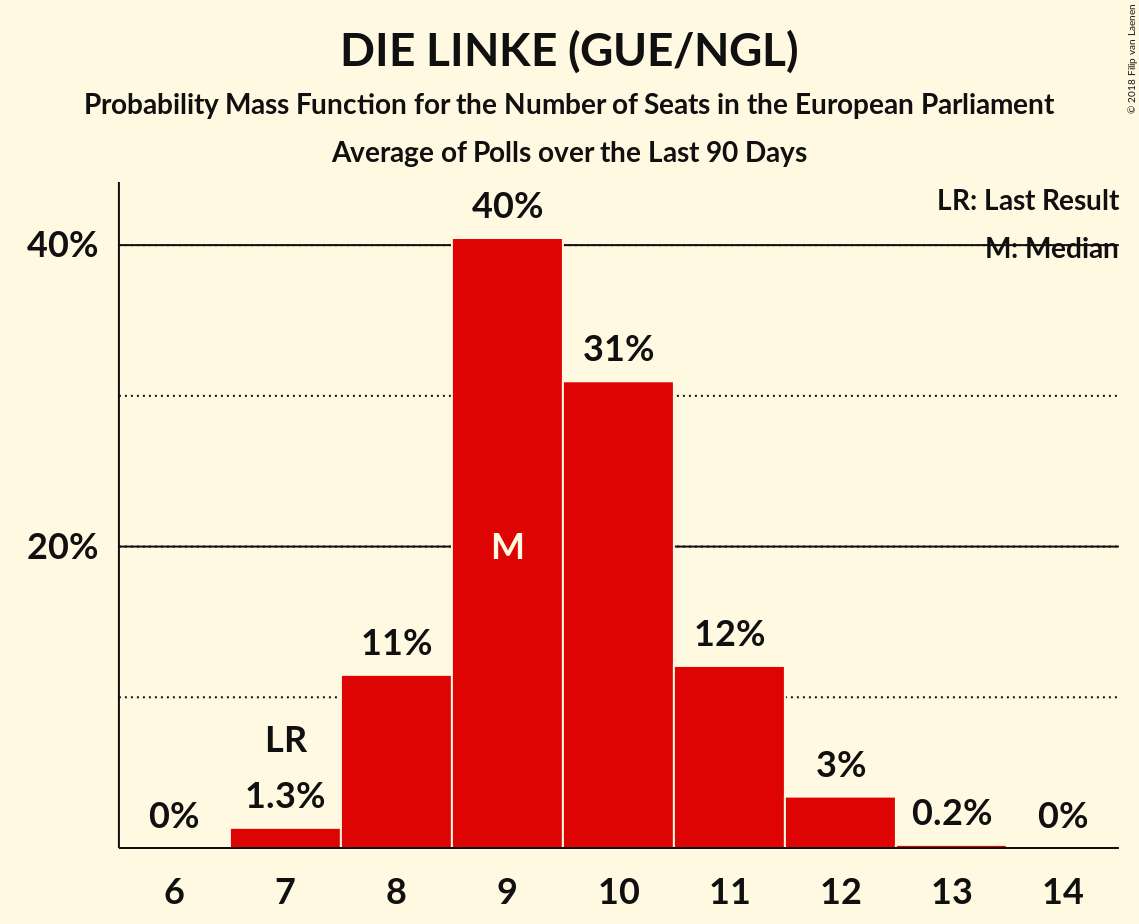 DIE LINKE (GUE/NGL)
Probability Mass Function for the Number of Seats in the European Parliament
Average of Polls over the Last 90 Days
© 2018 Filip van Laenen
LR: Last Result
M: Median
40%
20%
0%
LR
1.3%
11%
40%
M
31%
12%
3%
0.2%
0%
6 7 8 9 10 11 12 13 14